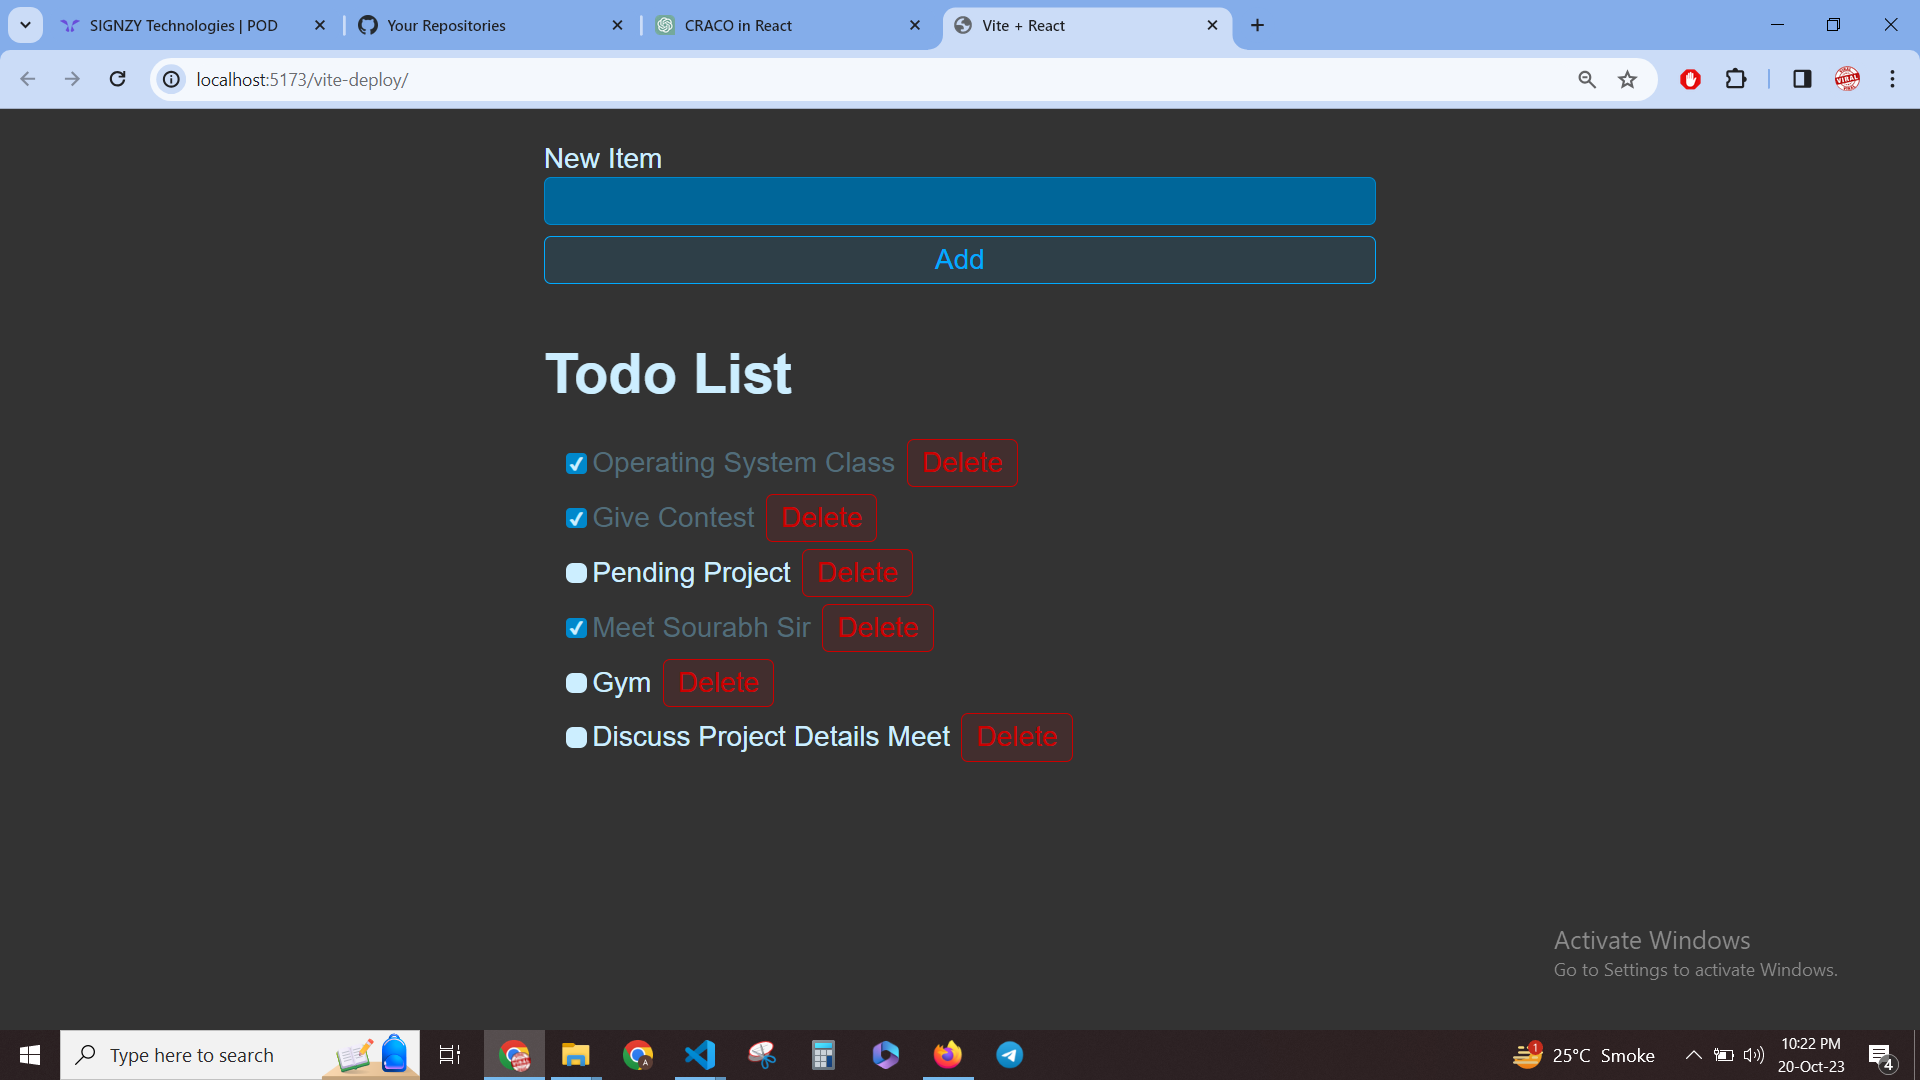 SIGNZY Technologies | POD
Your Repositories
CRACO in React
Vite + React
localhost:5173/vite-deploy/
New Item
Add
Todo List
Operating System Class Delete
Give Contest Delete
Pending Project Delete
Meet Sourabh Sir Delete
Gym Delete
Discuss Project Details Meet Delete
Activate Windows
Go to Settings to activate Windows.
Type here to search
1
25°C Smoke
10:22 PM
20-Oct-23
4